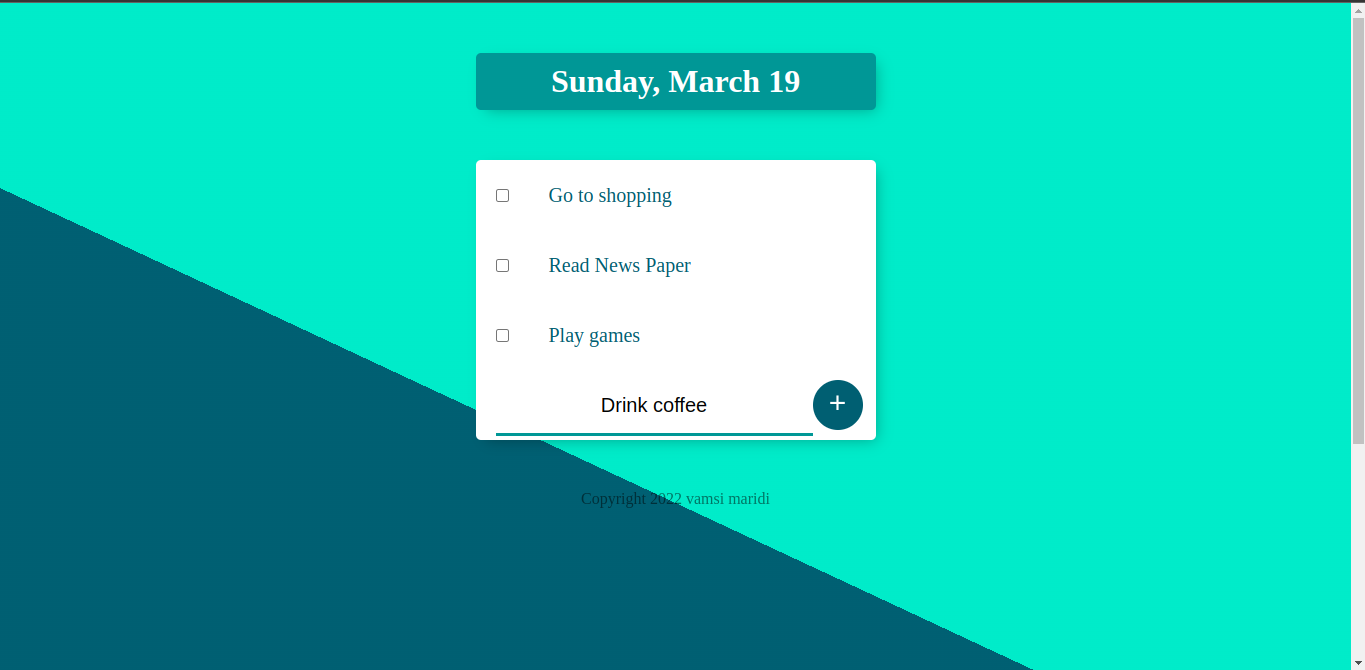 Sunday, March 19
Go to shopping
Read News Paper
Play games
Drink coffee
+
Copyright 2022 vamsi maridi